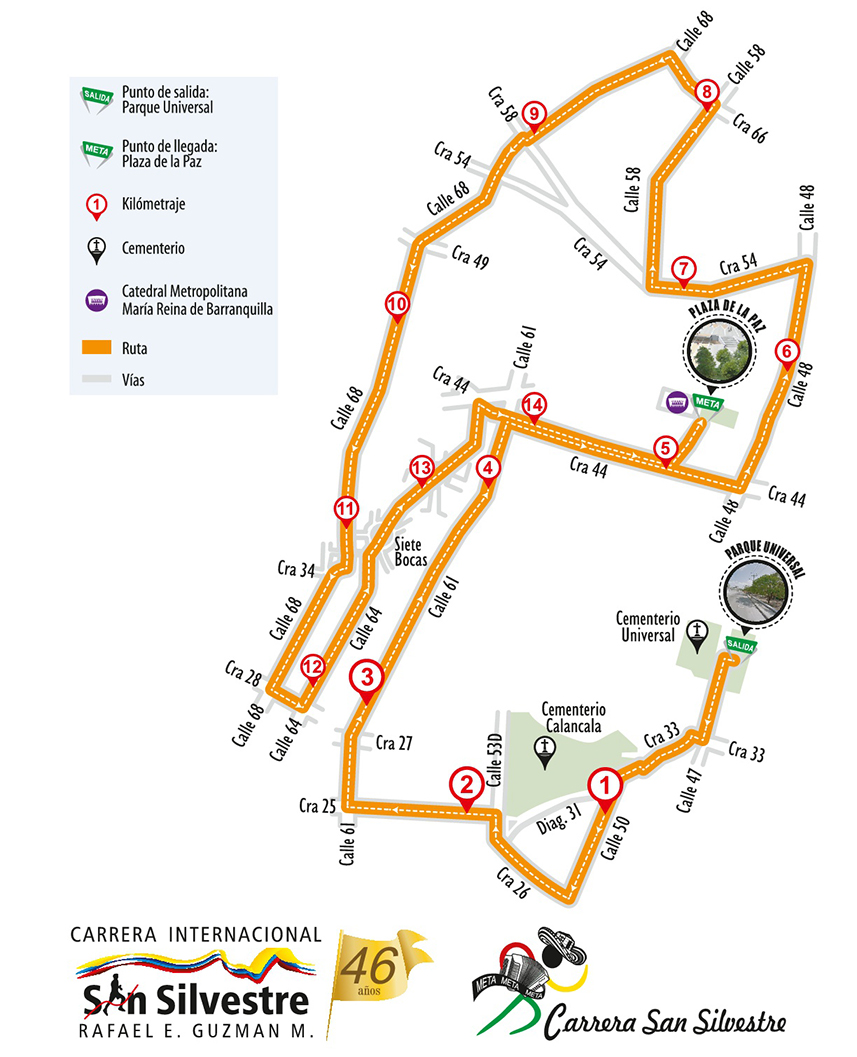 SALIDA
Punto de salida:
Parque Universal
META
Punto de llegada:
Plaza de la Paz
1
Kilómetraje
Cementerio
Catedral Metropolitana
María Reina de Barranquilla
Ruta
Vías
Calle 68
Calle 58
8
Cra 66
Cra 58
9
Cra 54
Calle 68
Calle 58
Calle 48
Cra 49
Cra 54
7
Cra 54
10
PLAZA DE LA PAZ
6
Calle 61
Calle 48
Cra 44
META
Calle 68
14
5
Cra 44
13
4
Cra 44
Calle 48
11
Siete
Bocas
PARQUE UNIVERSAL
Cra 34
Calle 61
Calle 68
Calle 64
Cementerio
Universal
SALIDA
12
3
Cra 28
Calle 68
Calle 64
Cementerio
Calancala
Cra 27
Calle 53D
Cra 33
Cra 33
Calle 47
2
1
Cra 25
Calle 61
Diag. 31
Calle 50
Cra 26
CARRERA INTERNACIONAL
San Silvestre
RAFAEL E. GUZMAN M.
46
años
META META META
Carrera San Silvestre